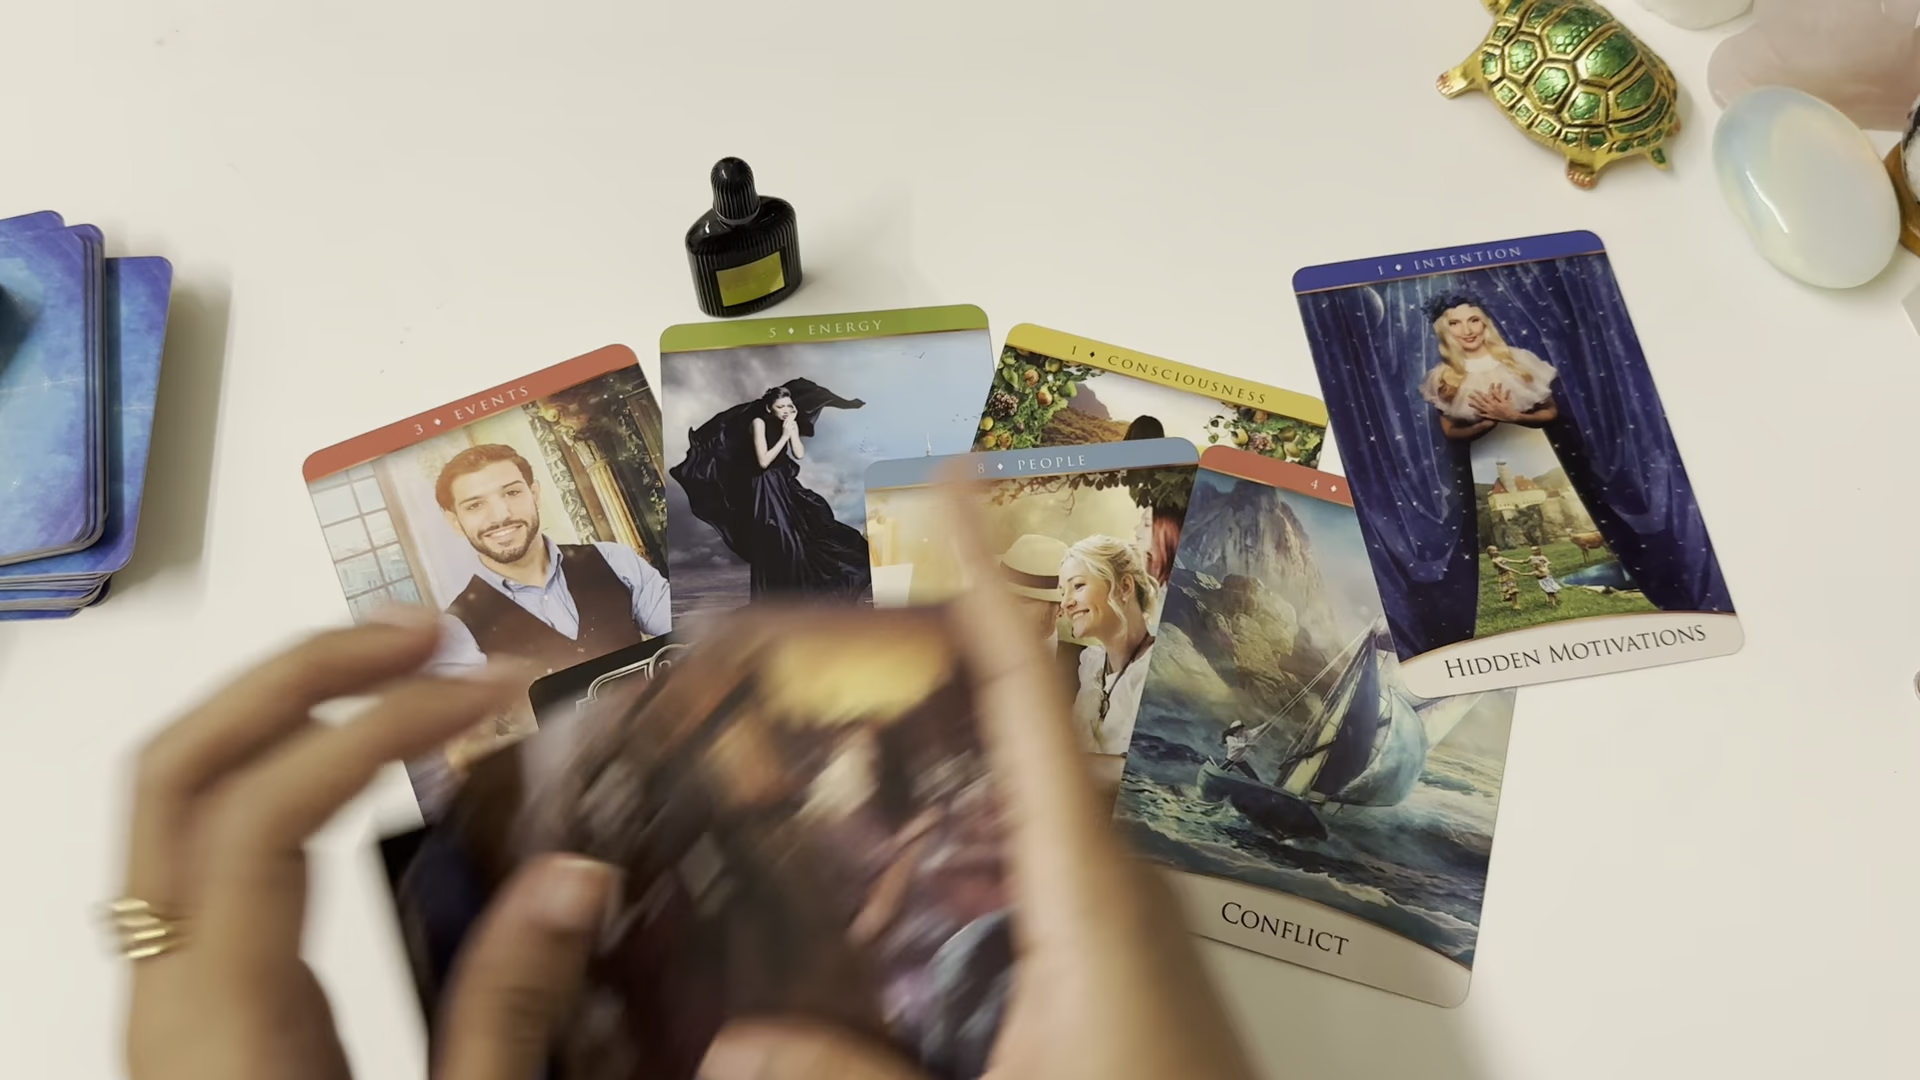 3 ♦ EVENTS
5 ♦ ENERGY
1 ♦ CONSCIOUSNESS
1 ♦ INTENTION
8 ♦ PEOPLE
4 ♦
HIDDEN MOTIVATIONS
CONFLICT